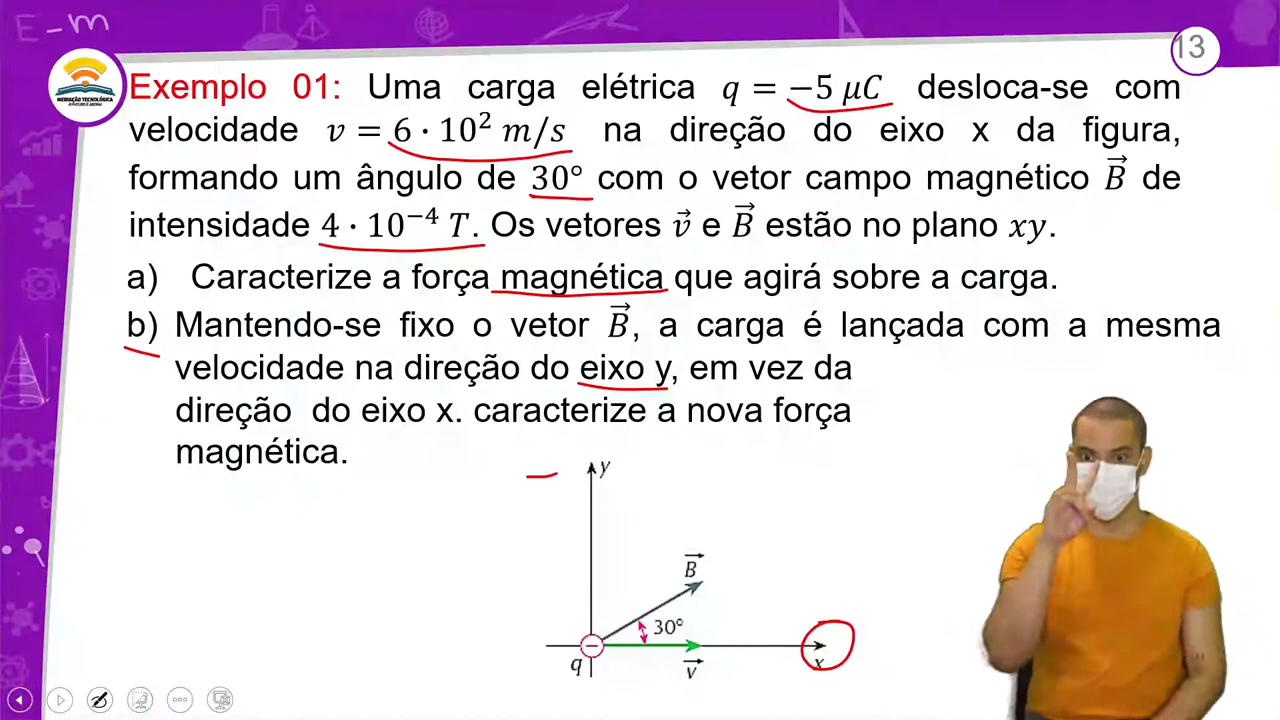 E-m
13
MEDIAÇÃO TECNOLÓGICA
Exemplo 01: Uma carga elétrica q = −5 μC desloca-se com
velocidade v = 6 · 10² m/s na direção do eixo x da figura,
formando um ângulo de 30° com o vetor campo magnético B⃗ de
intensidade 4 · 10⁻⁴ T. Os vetores v⃗ e B⃗ estão no plano xy.
a) Caracterize a força magnética que agirá sobre a carga.
b) Mantendo-se fixo o vetor B⃗, a carga é lançada com a mesma
velocidade na direção do eixo y, em vez da
direção do eixo x. caracterize a nova força
magnética.
y
B⃗
30°
q
v⃗
x